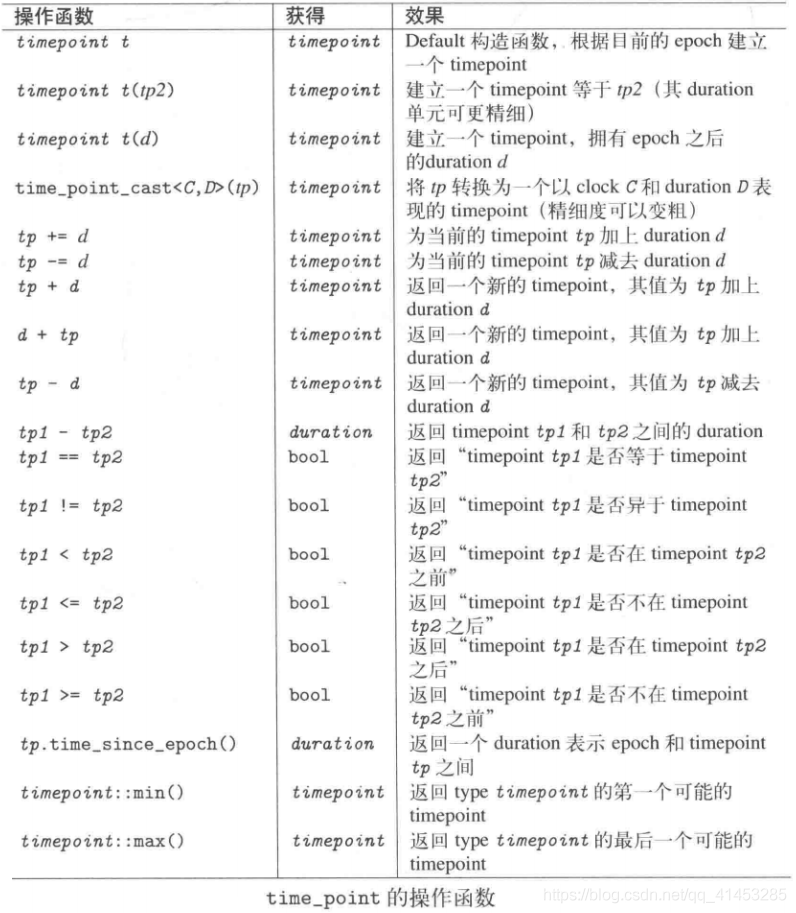 操作函数 获得 效果
timepoint t timepoint Default 构造函数，根据目前的 epoch 建立
一个 timepoint
timepoint t(tp2) timepoint 建立一个 timepoint 等于 tp2（其 duration
单元可更精细）
timepoint t(d) timepoint 建立一个 timepoint，拥有 epoch 之后
的duration d
time_point_cast<C,D>(tp) timepoint 将 tp 转换为一个以 clock C 和 duration D 表
现的 timepoint（精细度可以变粗）
tp += d timepoint 为当前的 timepoint tp 加上 duration d
tp -= d timepoint 为当前的 timepoint tp 减去 duration d
tp + d timepoint 返回一个新的 timepoint，其值为 tp 加上
duration d
d + tp timepoint 返回一个新的 timepoint，其值为 tp 加上
duration d
tp - d timepoint 返回一个新的 timepoint，其值为 tp 减去
duration d
tp1 - tp2 duration 返回 timepoint tp1 和 tp2 之间的 duration
tp1 == tp2 bool 返回“timepoint tp1 是否等于 timepoint
tp2”
tp1 != tp2 bool 返回“timepoint tp1 是否异于 timepoint
tp2”
tp1 < tp2 bool 返回“timepoint tp1 是否在 timepoint tp2
之前”
tp1 <= tp2 bool 返回“timepoint tp1 是否不在 timepoint
tp2 之后”
tp1 > tp2 bool 返回“timepoint tp1 是否在 timepoint tp2
之后”
tp1 >= tp2 bool 返回“timepoint tp1 是否不在 timepoint
tp2 之前”
tp.time_since_epoch() duration 返回一个 duration 表示 epoch 和 timepoint
tp 之间
timepoint::min() timepoint 返回 type timepoint 的第一个可能的
timepoint
timepoint::max() timepoint 返回 type timepoint 的最后一个可能的
timepoint
time_point 的操作函数
https://blog.csdn.net/qq_41453285